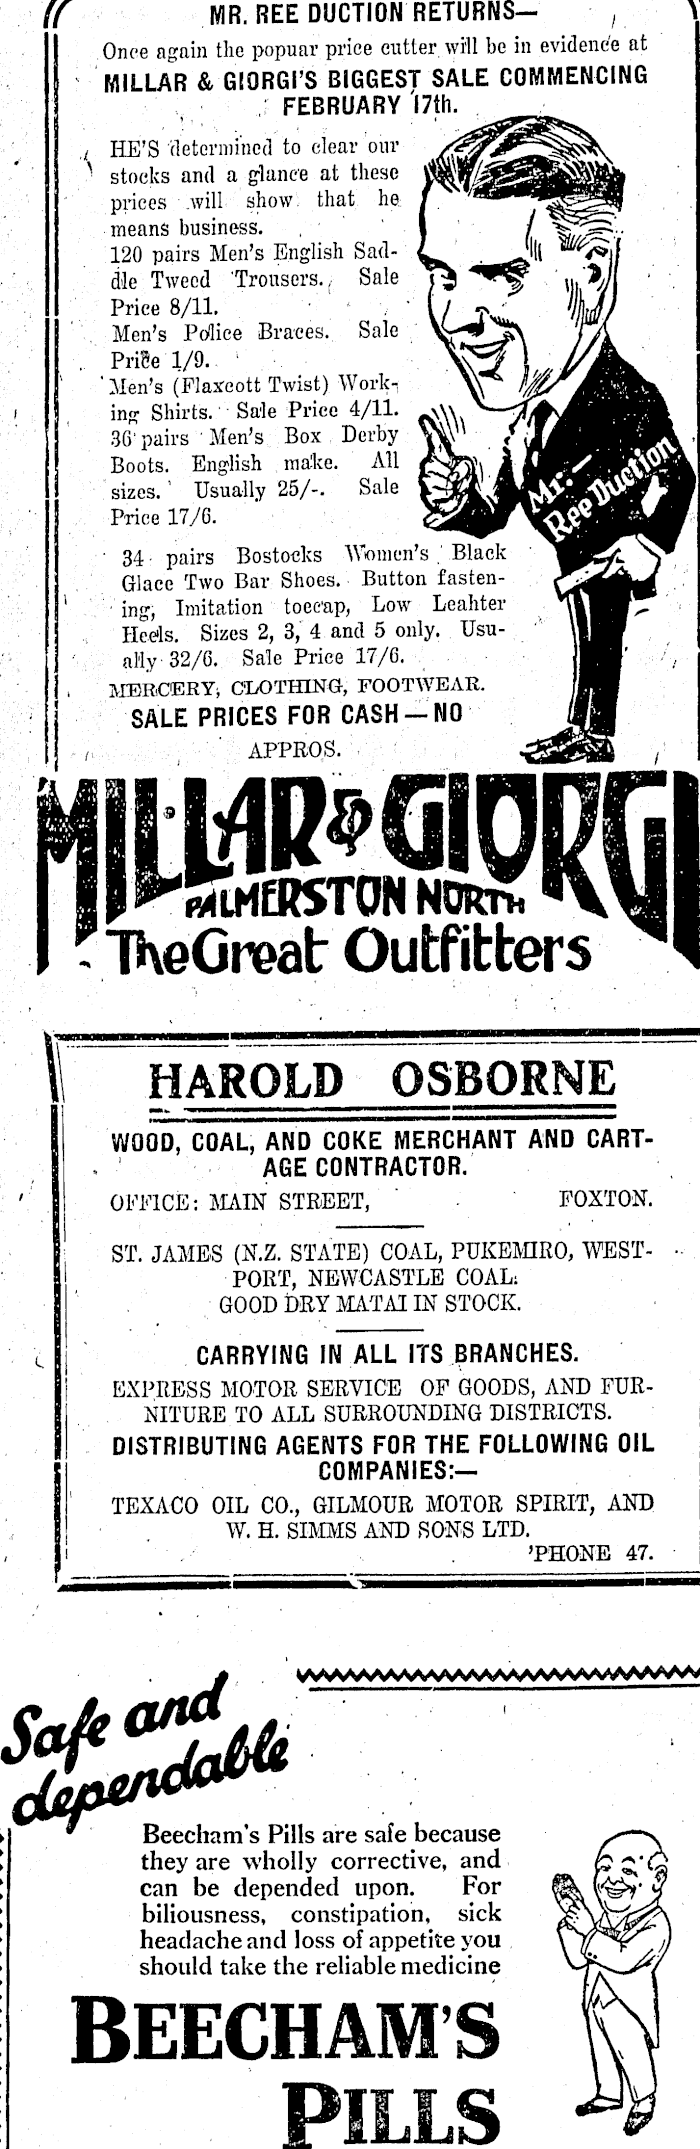 MR. REE DUCTION RETURNS—
Once again the popuar price cutter will be in evidence at
MILLAR & GIORGI'S BIGGEST SALE COMMENCING
FEBRUARY 17th.
HE'S determined to clear our
stocks and a glance at these
prices will show that he
means business.
120 pairs Men's English Sad-
dle Tweed Trousers. Sale
Price 8/11.
Men's Police Braces. Sale
Price 1/9.
Men's (Flaxcott Twist) Work-
ing Shirts. Sale Price 4/11.
36 pairs Men's Box Derby
Boots. English make. All
sizes. Usually 25/-. Sale
Price 17/6.
Mr.—
Ree Duction
34 pairs Bostocks Women's Black
Glace Two Bar Shoes. Button fasten-
ing, Imitation toecap, Low Leahter
Heels. Sizes 2, 3, 4 and 5 only. Usu-
ally 32/6. Sale Price 17/6.
MERCERY, CLOTHING, FOOTWEAR.
SALE PRICES FOR CASH — NO
APPROS.
MILLAR & GIORGI
PALMERSTON NORTH
The Great Outfitters
HAROLD OSBORNE
WOOD, COAL, AND COKE MERCHANT AND CART-
AGE CONTRACTOR.
OFFICE: MAIN STREET, FOXTON.
ST. JAMES (N.Z. STATE) COAL, PUKEMIRO, WEST-
PORT, NEWCASTLE COAL.
GOOD DRY MATAI IN STOCK.
CARRYING IN ALL ITS BRANCHES.
EXPRESS MOTOR SERVICE OF GOODS, AND FUR-
NITURE TO ALL SURROUNDING DISTRICTS.
DISTRIBUTING AGENTS FOR THE FOLLOWING OIL
COMPANIES:—
TEXACO OIL CO., GILMOUR MOTOR SPIRIT, AND
W. H. SIMMS AND SONS LTD.
'PHONE 47.
Safe and
dependable
Beecham's Pills are safe because
they are wholly corrective, and
can be depended upon. For
biliousness, constipation, sick
headache and loss of appetite you
should take the reliable medicine
BEECHAM'S
PILLS